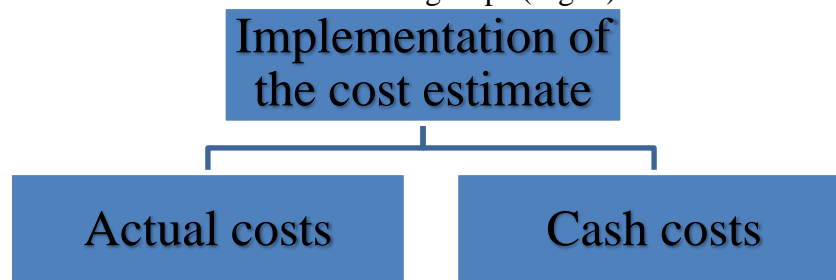 Implementation of
the cost estimate
Actual costs
Cash costs